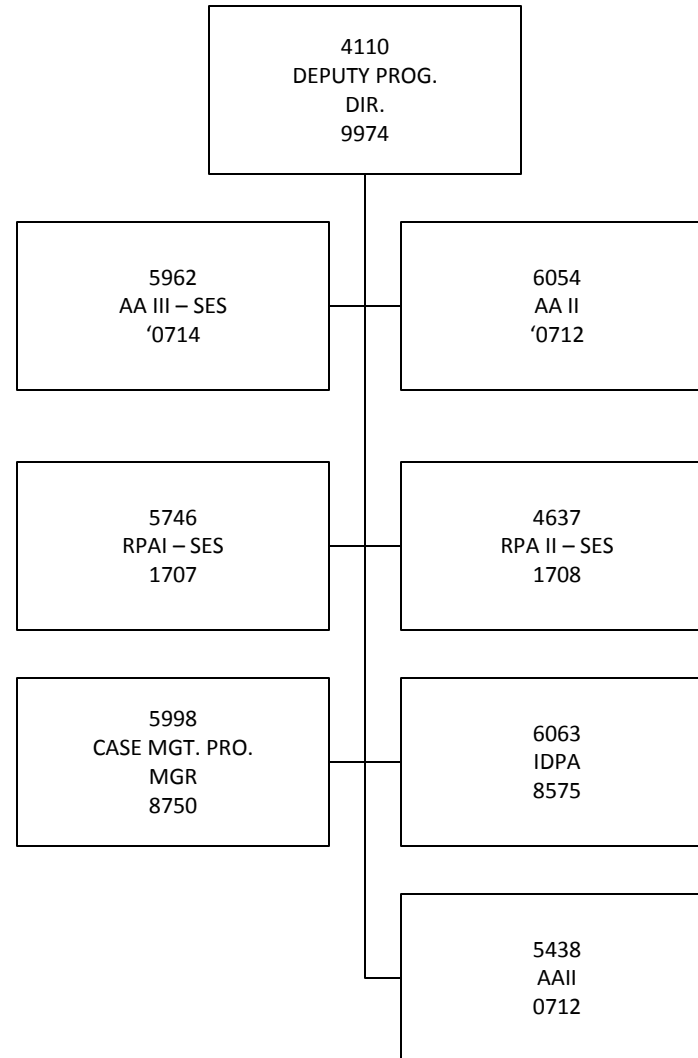 4110
DEPUTY PROG.
DIR.
9974
5962
AA III – SES
‘0714
6054
AA II
‘0712
5746
RPAI – SES
1707
4637
RPA II – SES
1708
5998
CASE MGT. PRO.
MGR
8750
6063
IDPA
8575
5438
AAII
0712